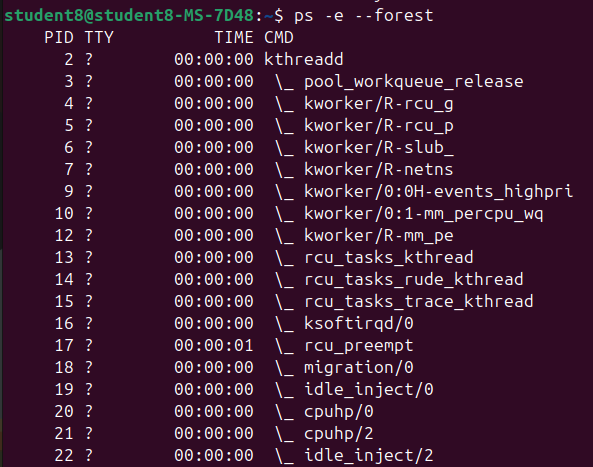 student8@student8-MS-7D48:~$ ps -e --forest
    PID TTY          TIME CMD
      2 ?        00:00:00 kthreadd
      3 ?        00:00:00  \_ pool_workqueue_release
      4 ?        00:00:00  \_ kworker/R-rcu_g
      5 ?        00:00:00  \_ kworker/R-rcu_p
      6 ?        00:00:00  \_ kworker/R-slub_
      7 ?        00:00:00  \_ kworker/R-netns
      9 ?        00:00:00  \_ kworker/0:0H-events_highpri
     10 ?        00:00:00  \_ kworker/0:1-mm_percpu_wq
     12 ?        00:00:00  \_ kworker/R-mm_pe
     13 ?        00:00:00  \_ rcu_tasks_kthread
     14 ?        00:00:00  \_ rcu_tasks_rude_kthread
     15 ?        00:00:00  \_ rcu_tasks_trace_kthread
     16 ?        00:00:00  \_ ksoftirqd/0
     17 ?        00:00:01  \_ rcu_preempt
     18 ?        00:00:00  \_ migration/0
     19 ?        00:00:00  \_ idle_inject/0
     20 ?        00:00:00  \_ cpuhp/0
     21 ?        00:00:00  \_ cpuhp/2
     22 ?        00:00:00  \_ idle_inject/2